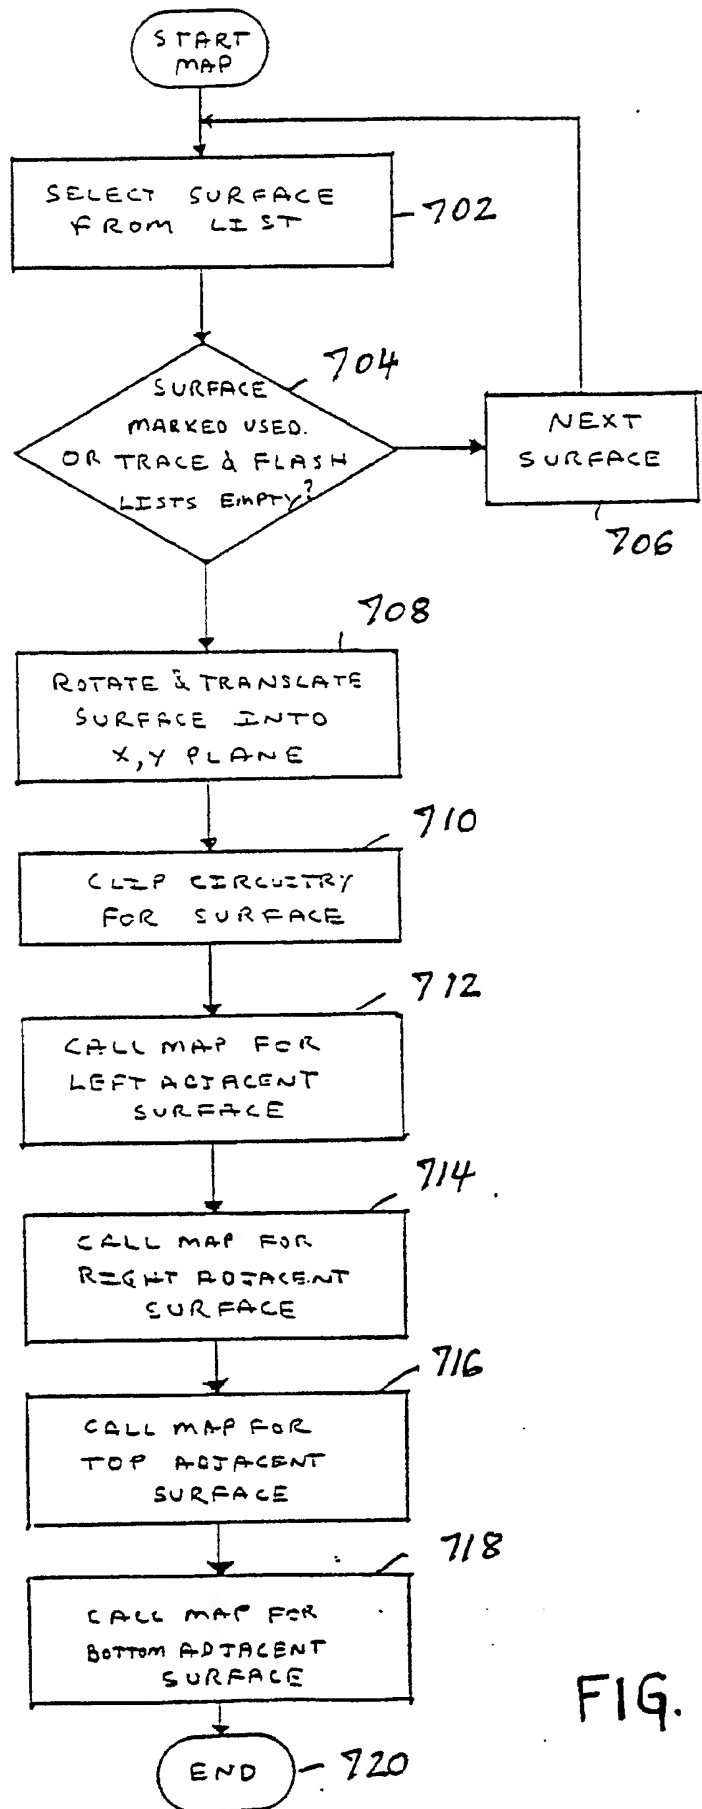 START
MAP
SELECT SURFACE
FROM LIST
702
704
SURFACE
MARKED USED.
OR TRACE & FLASH
LISTS EMPTY?
NEXT
SURFACE
706
708
ROTATE & TRANSLATE
SURFACE INTO
X,Y PLANE
710
CLIP CIRCUITRY
FOR SURFACE
712
CALL MAP FOR
LEFT ADJACENT
SURFACE
714
CALL MAP FOR
RIGHT ADJACENT
SURFACE
716
CALL MAP FOR
TOP ADJACENT
SURFACE
718
CALL MAP FOR
BOTTOM ADJACENT
SURFACE
FIG.
END
720